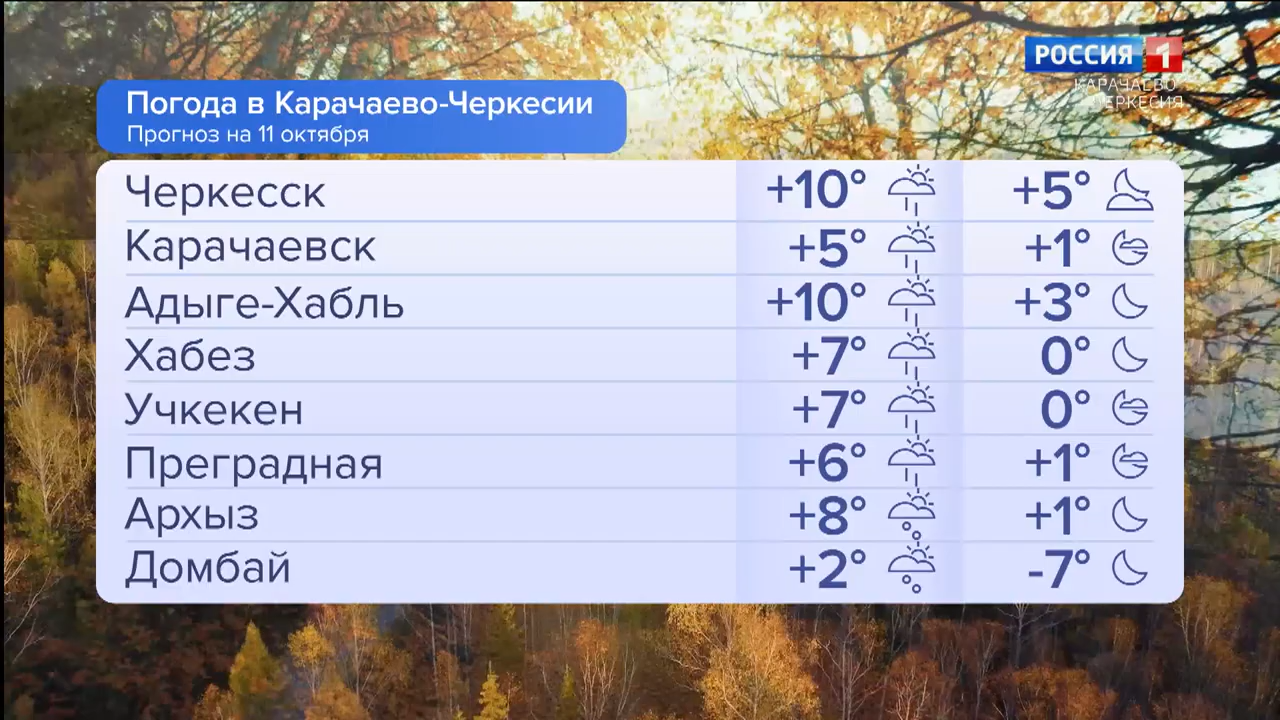 РОССИЯ 1
КАРАЧАЕВО-
ЧЕРКЕСИЯ
Погода в Карачаево-Черкесии
Прогноз на 11 октября
Черкесск +10° +5°
Карачаевск +5° +1°
Адыге-Хабль +10° +3°
Хабез +7° 0°
Учкекен +7° 0°
Преградная +6° +1°
Архыз +8° +1°
Домбай +2° -7°